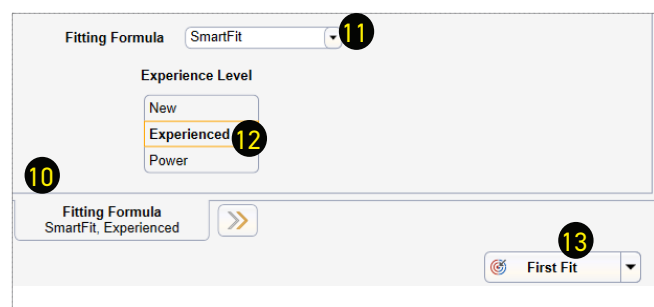 Fitting Formula SmartFit 11
Experience Level
New
Experienced 12
Power
10
Fitting Formula
SmartFit, Experienced
13
First Fit